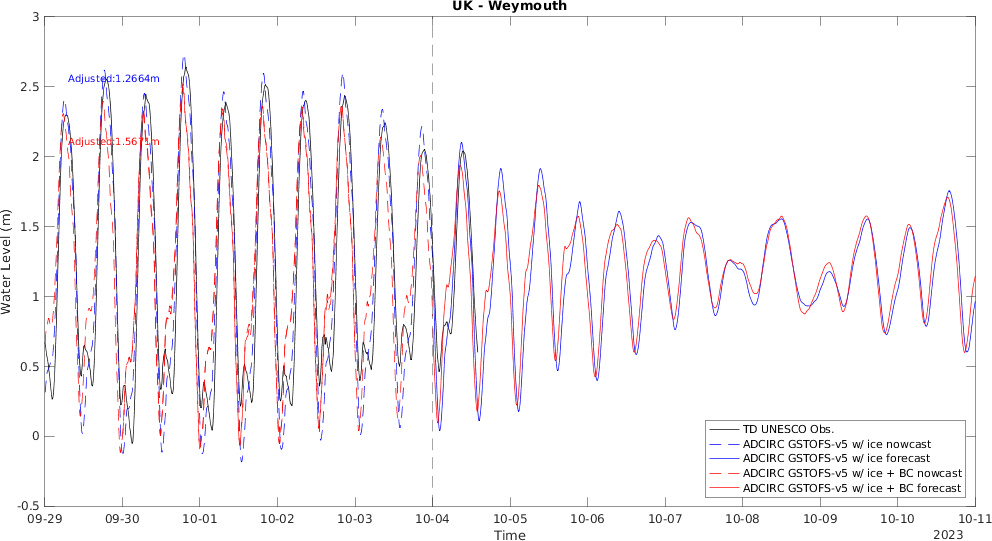 UK - Weymouth
3
2.5
2
1.5
1
0.5
0
-0.5
Water Level (m)
Adjusted:1.2664m
Adjusted:1.5671m
TD UNESCO Obs.
ADCIRC GSTOFS-v5 w/ ice nowcast
ADCIRC GSTOFS-v5 w/ ice forecast
ADCIRC GSTOFS-v5 w/ ice + BC nowcast
ADCIRC GSTOFS-v5 w/ ice + BC forecast
09-29 09-30 10-01 10-02 10-03 10-04 10-05 10-06 10-07 10-08 10-09 10-10 10-11
Time
2023